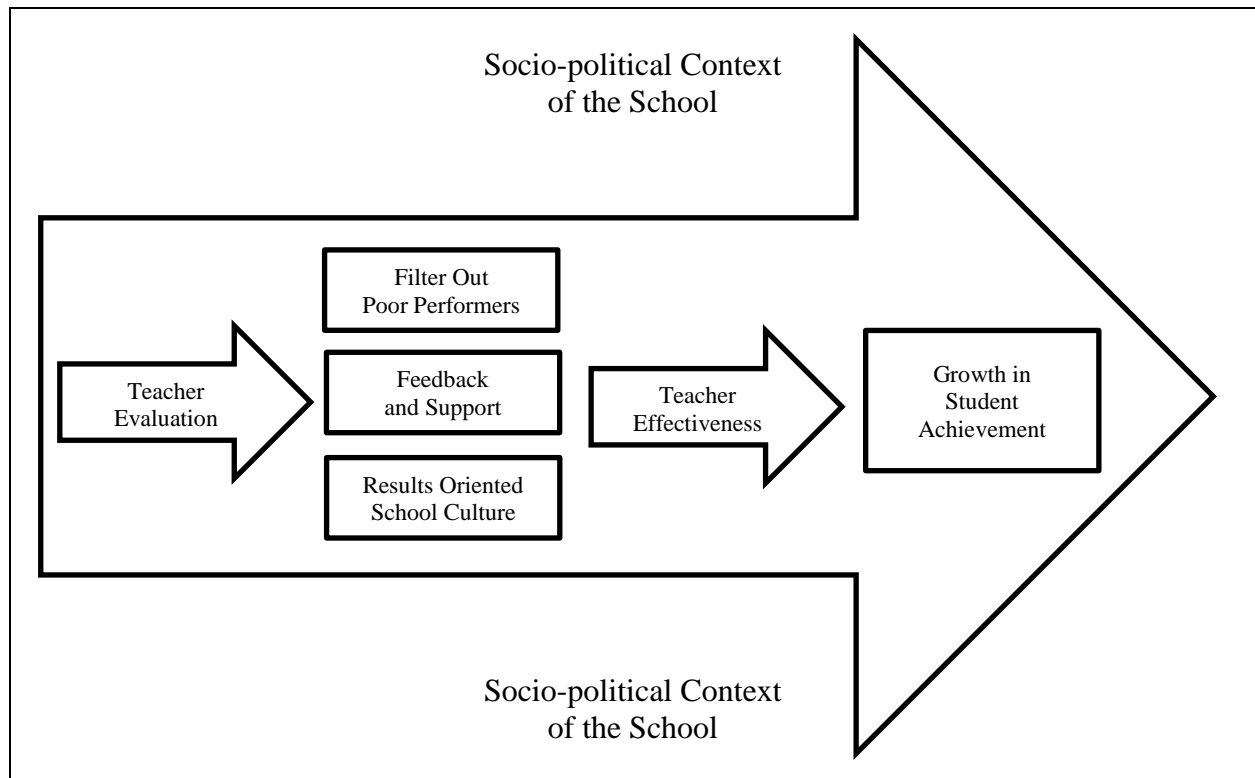 Socio-political Context
of the School
Teacher
Evaluation
Filter Out
Poor Performers
Feedback
and Support
Results Oriented
School Culture
Teacher
Effectiveness
Growth in
Student
Achievement
Socio-political Context
of the School